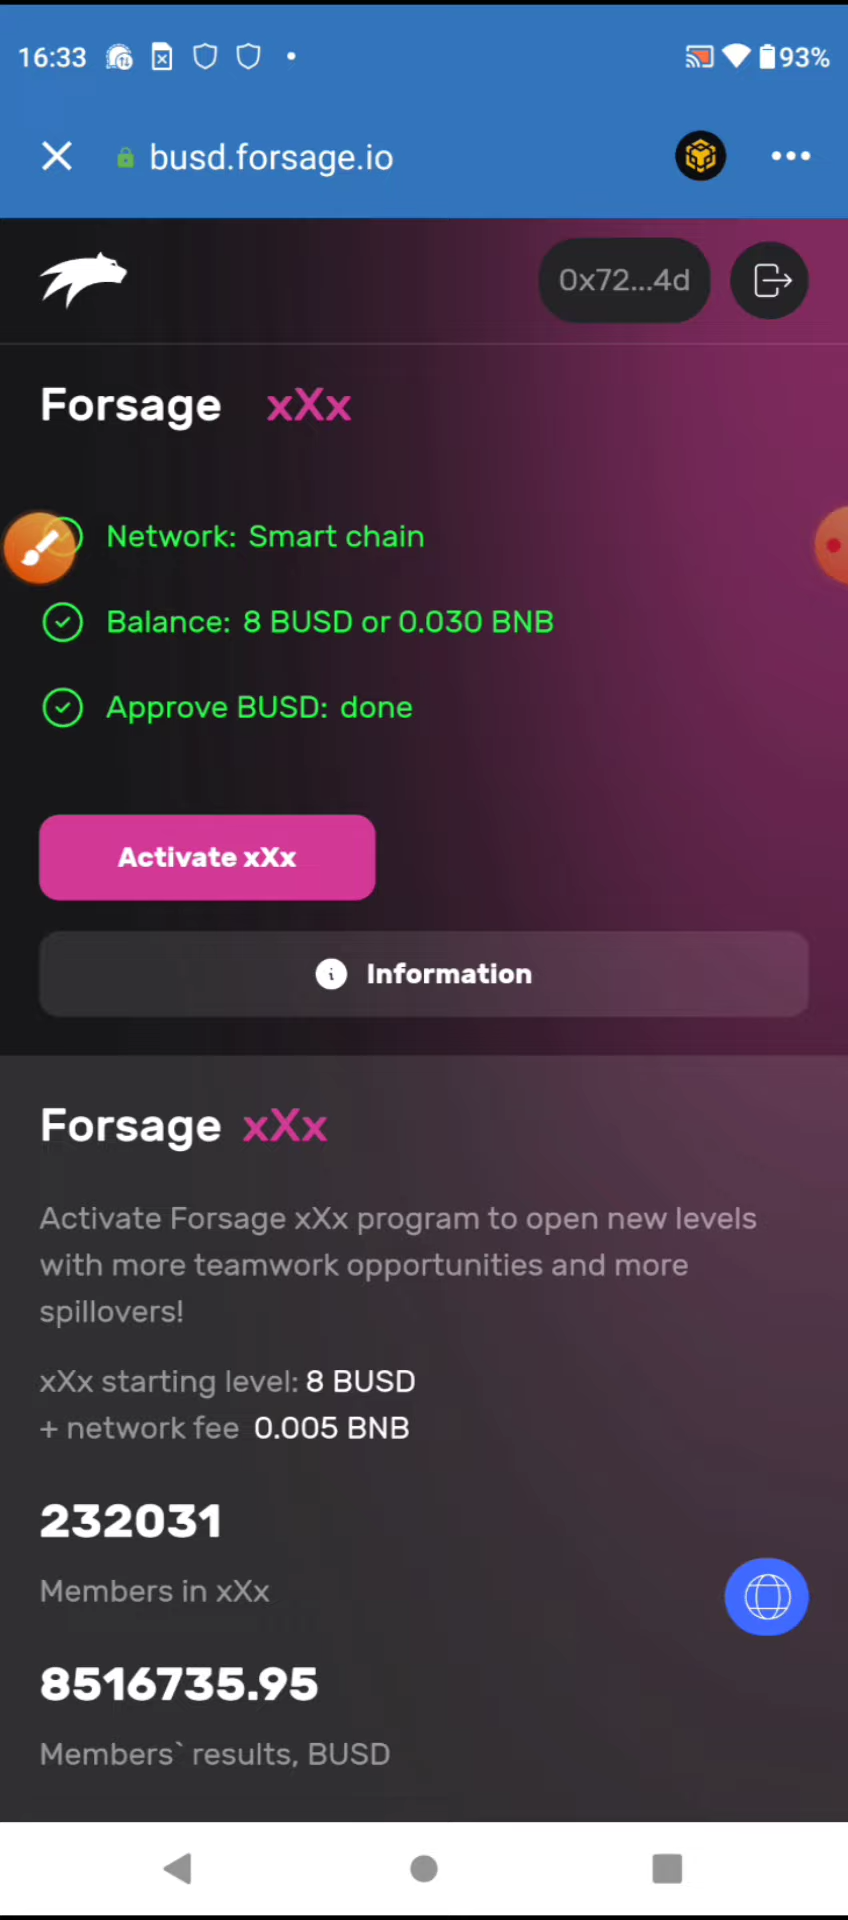 16:33
93%
busd.forsage.io
0x72...4d
Forsage xXx
Network: Smart chain
Balance: 8 BUSD or 0.030 BNB
Approve BUSD: done
Activate xXx
Information
Forsage xXx
Activate Forsage xXx program to open new levels
with more teamwork opportunities and more
spillovers!
xXx starting level: 8 BUSD
+ network fee 0.005 BNB
232031
Members in xXx
8516735.95
Members` results, BUSD